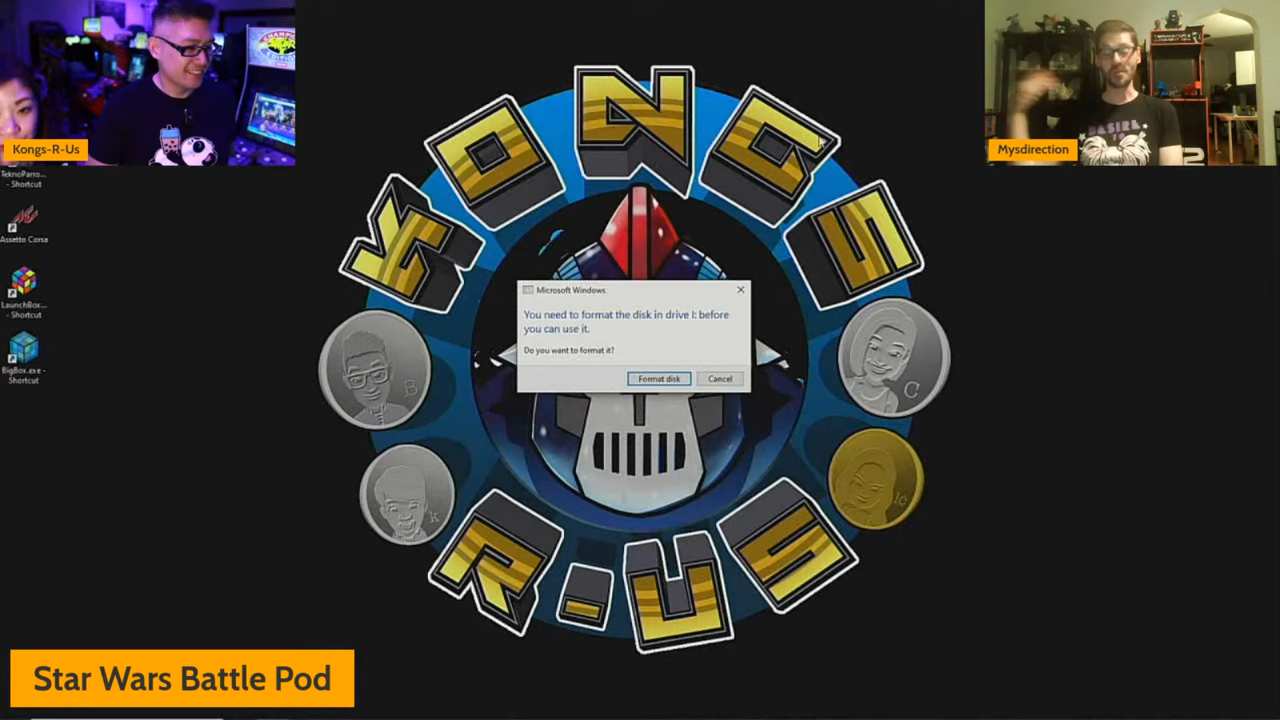 Kongs-R-Us
Mysdirection
TeknoParro...
- Shortcut
Assetto Corsa
LaunchBox...
- Shortcut
BigBox.exe -
Shortcut
KONGS
R-US
B
C
k
1¢
Microsoft Windows
You need to format the disk in drive I: before
you can use it.
Do you want to format it?
Format disk
Cancel
Star Wars Battle Pod